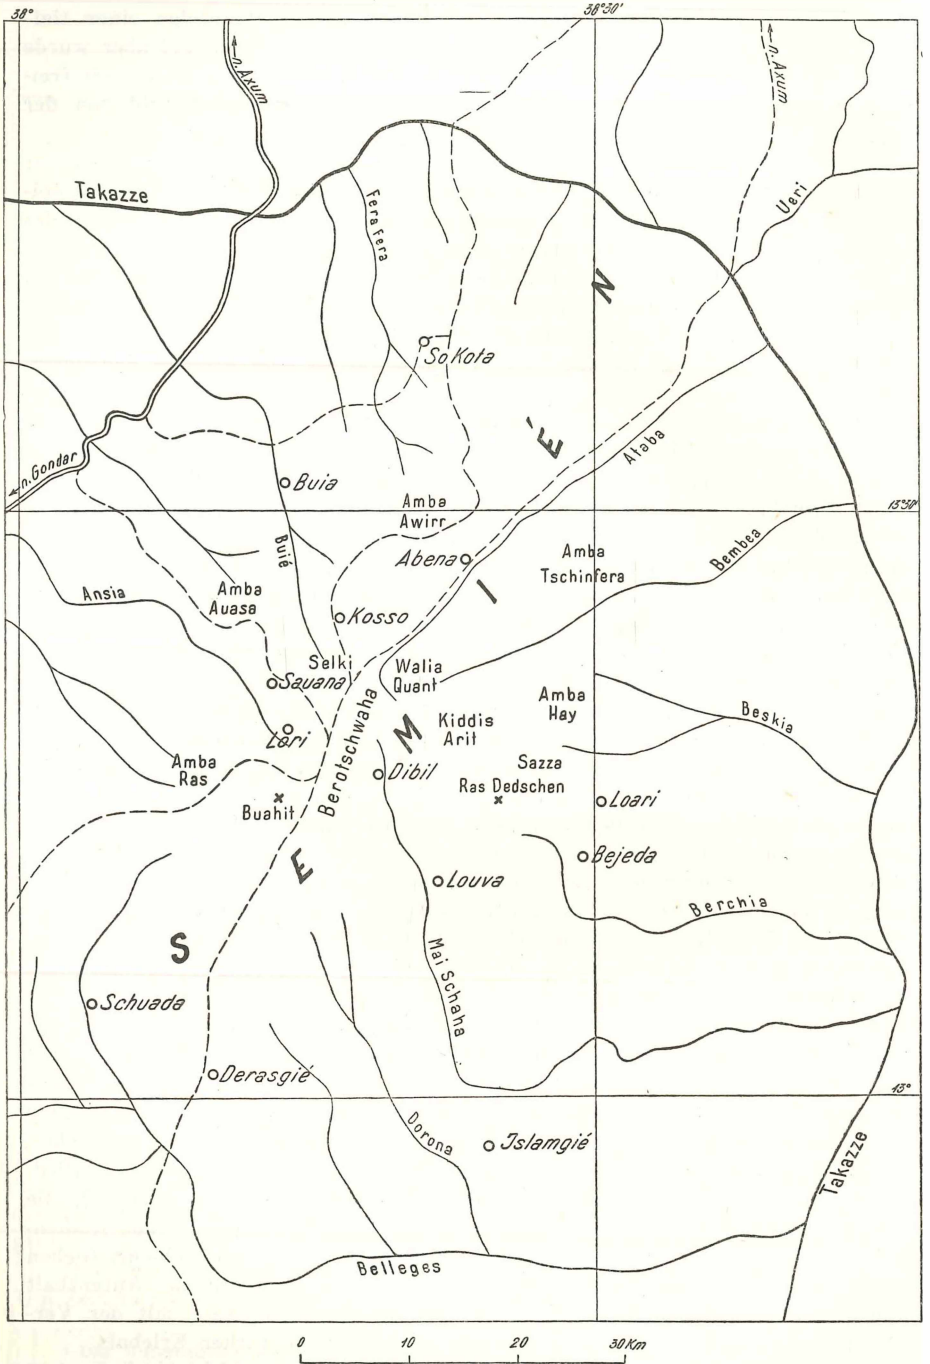 38°
38°30'
n. Axum
n. Axum
Takazze
Fera Fera
Ueri
N
SoKota
É
Ataba
n. Gondar
Buia
Amba
Awirr
13°30'
Buié
Abena
Amba
Tschinfera
Bembea
I
Ansia
Amba
Auasa
Kosso
Selki
Sauana
Walia
Quant
Berotschwaha
Amba
Hay
Beskia
M
Kiddis
Arit
Lori
Amba
Ras
Dibil
Sazza
Ras Dedschen
Buahit
Loari
E
Bejeda
Louva
Berchia
S
Mai Schaha
Schuada
Derasgié
13°
Dorona
Islamgié
Takazze
Belleges
0 10 20 30 Km